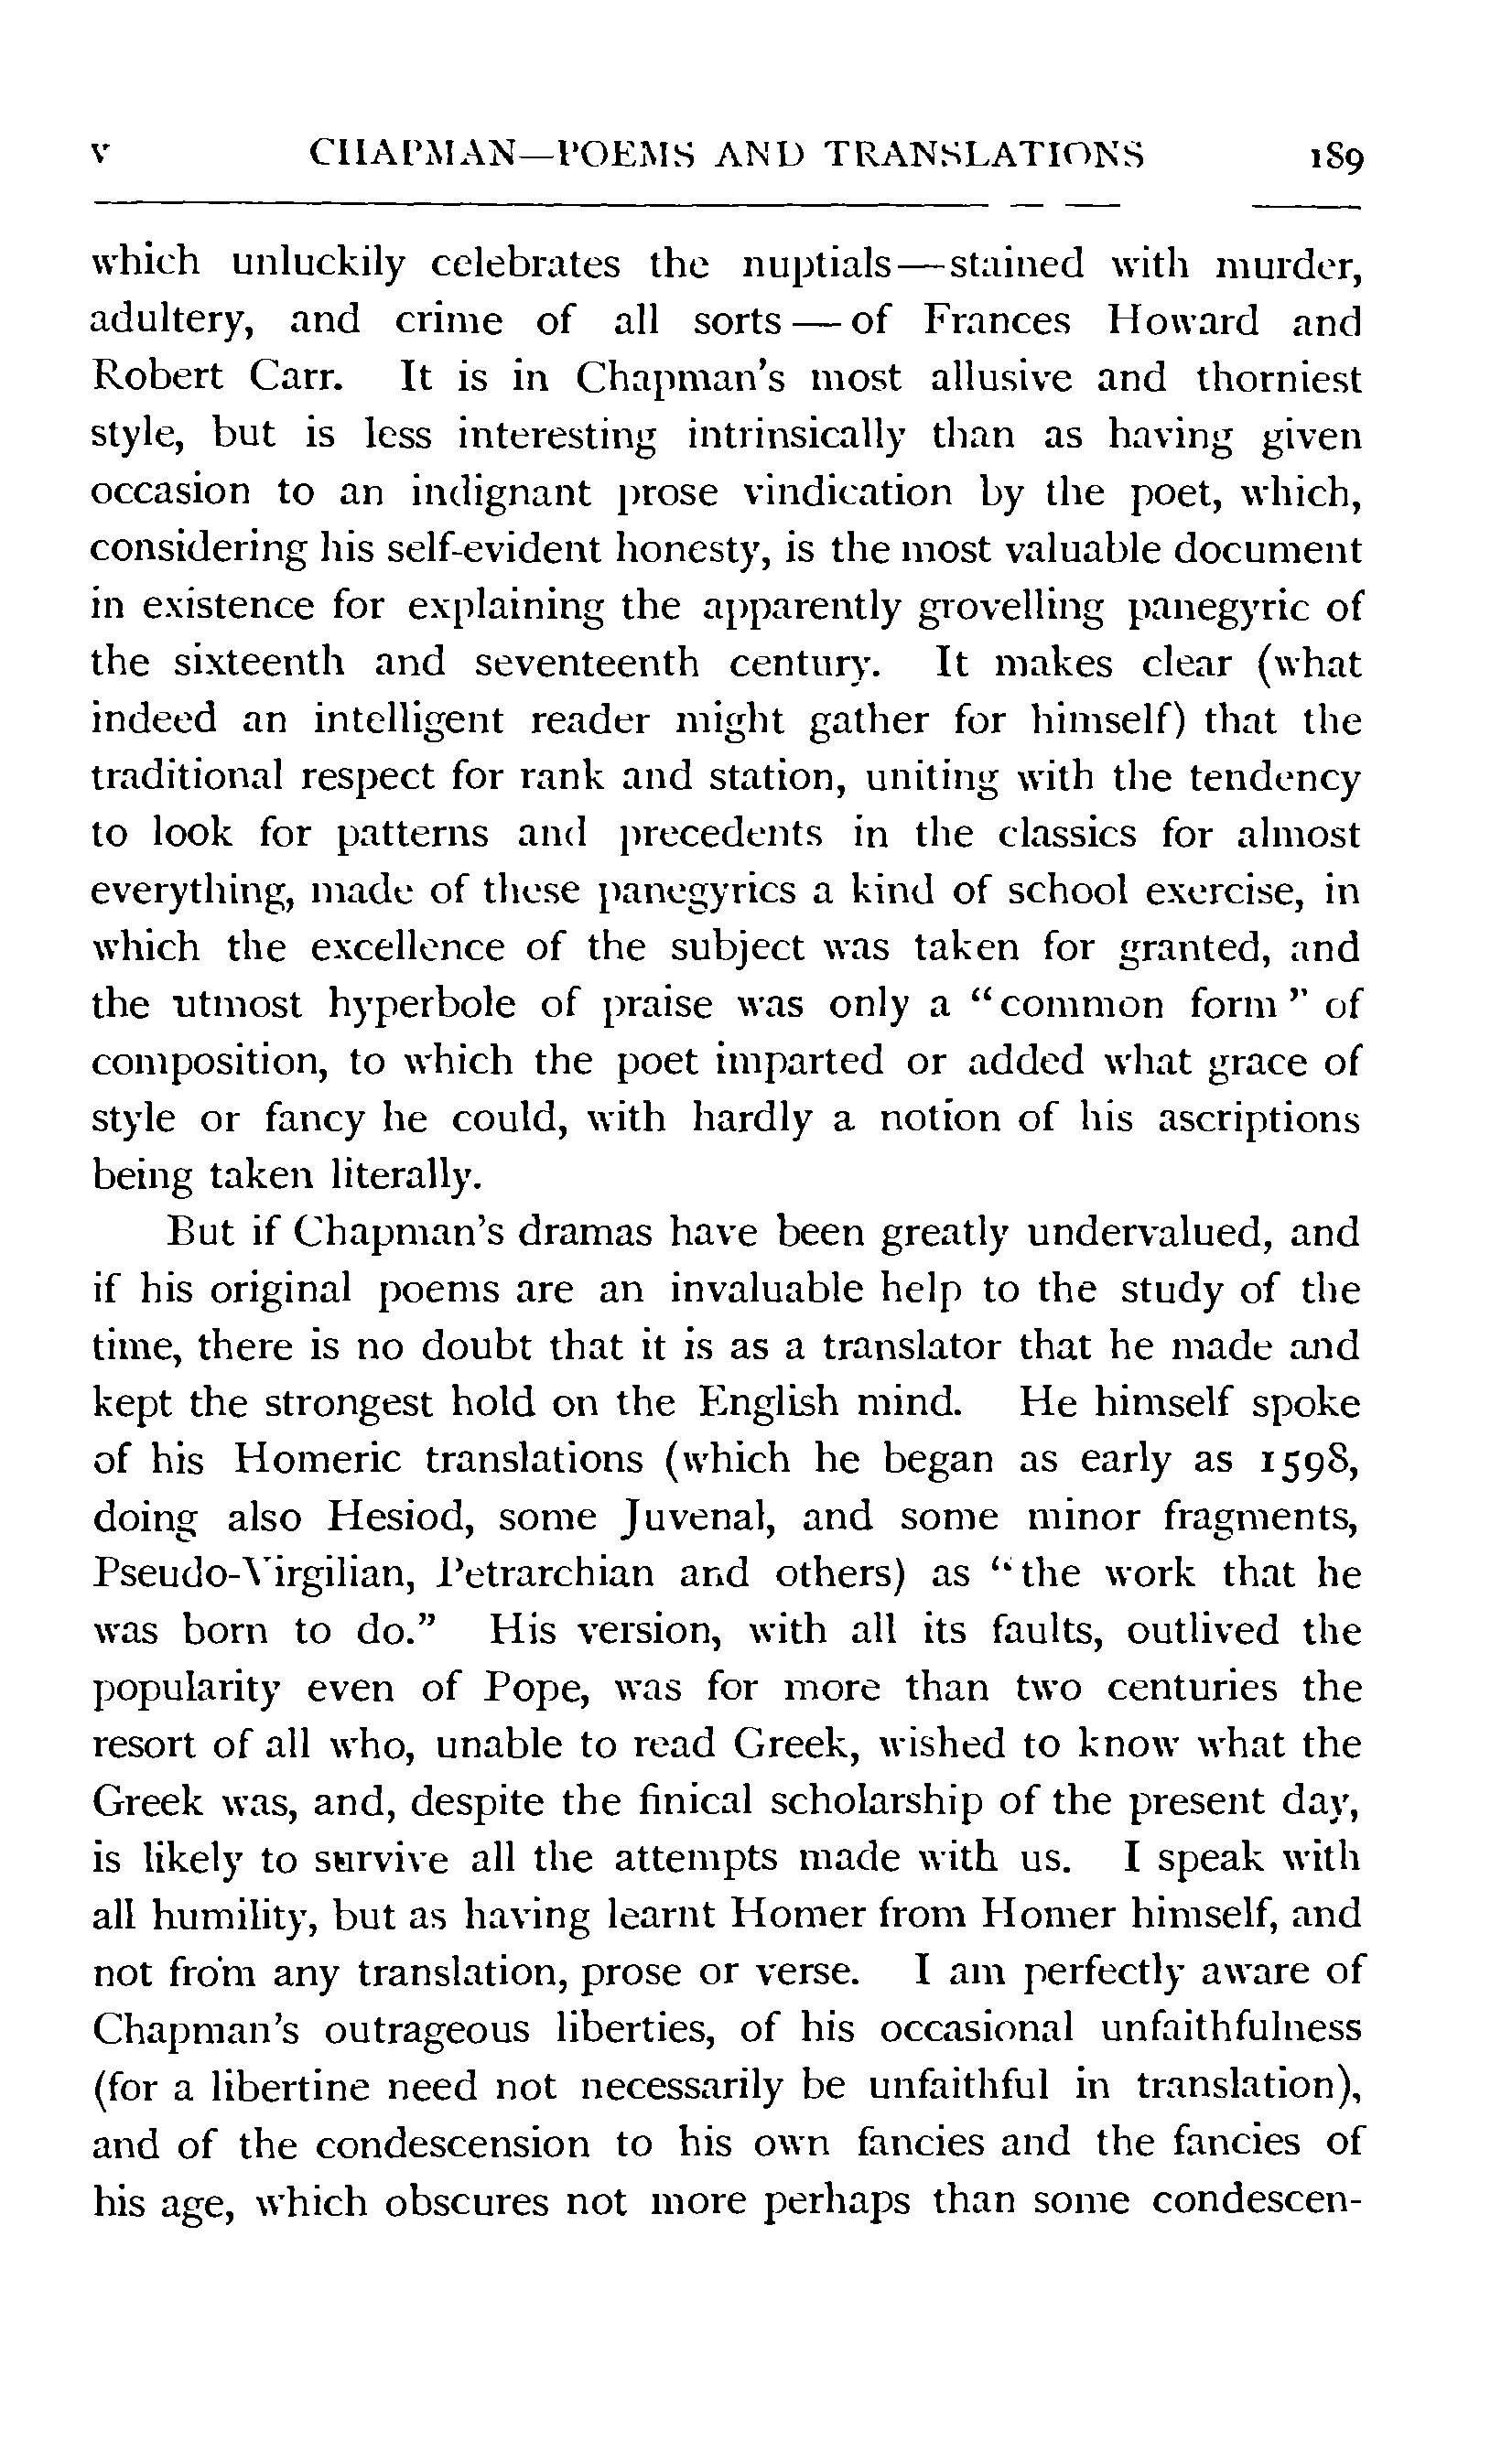 v CHAPMAN—POEMS AND TRANSLATIONS 189
which unluckily celebrates the nuptials—stained with murder,
adultery, and crime of all sorts — of Frances Howard and
Robert Carr. It is in Chapman's most allusive and thorniest
style, but is less interesting intrinsically than as having given
occasion to an indignant prose vindication by the poet, which,
considering his self-evident honesty, is the most valuable document
in existence for explaining the apparently grovelling panegyric of
the sixteenth and seventeenth century. It makes clear (what
indeed an intelligent reader might gather for himself) that the
traditional respect for rank and station, uniting with the tendency
to look for patterns and precedents in the classics for almost
everything, made of these panegyrics a kind of school exercise, in
which the excellence of the subject was taken for granted, and
the utmost hyperbole of praise was only a "common form" of
composition, to which the poet imparted or added what grace of
style or fancy he could, with hardly a notion of his ascriptions
being taken literally.
But if Chapman's dramas have been greatly undervalued, and
if his original poems are an invaluable help to the study of the
time, there is no doubt that it is as a translator that he made and
kept the strongest hold on the English mind. He himself spoke
of his Homeric translations (which he began as early as 1598,
doing also Hesiod, some Juvenal, and some minor fragments,
Pseudo-Virgilian, Petrarchian and others) as "the work that he
was born to do." His version, with all its faults, outlived the
popularity even of Pope, was for more than two centuries the
resort of all who, unable to read Greek, wished to know what the
Greek was, and, despite the finical scholarship of the present day,
is likely to survive all the attempts made with us. I speak with
all humility, but as having learnt Homer from Homer himself, and
not from any translation, prose or verse. I am perfectly aware of
Chapman's outrageous liberties, of his occasional unfaithfulness
(for a libertine need not necessarily be unfaithful in translation),
and of the condescension to his own fancies and the fancies of
his age, which obscures not more perhaps than some condescen-